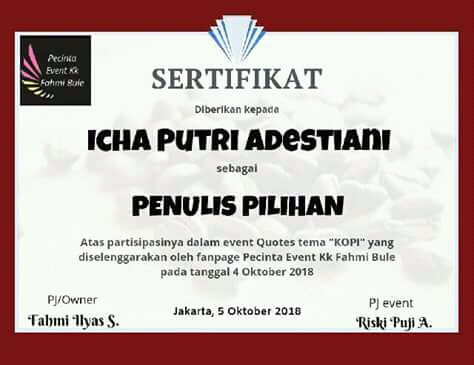 Pecinta
Event Kk
Fahmi Bule
SERTIFIKAT
Diberikan kepada
ICHA PUTRI ADESTIANI
sebagai
PENULIS PILIHAN
Atas partisipasinya dalam event Quotes tema "KOPI" yang
diselenggarakan oleh fanpage Pecinta Event Kk Fahmi Bule
pada tanggal 4 Oktober 2018
PJ/Owner
Fahmi Ilyas S.
Jakarta, 5 Oktober 2018
PJ event
Riski Puji A.